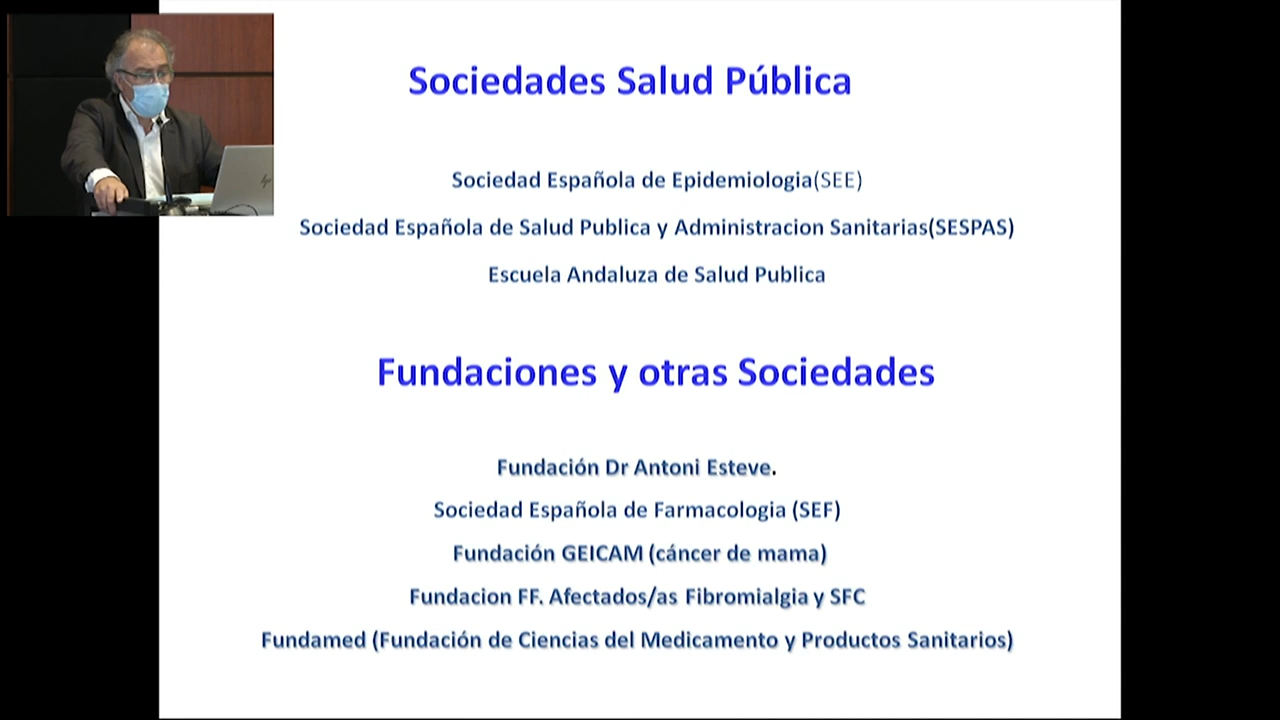 Sociedades Salud Pública
Sociedad Española de Epidemiologia(SEE)
Sociedad Española de Salud Publica y Administracion Sanitarias(SESPAS)
Escuela Andaluza de Salud Publica
Fundaciones y otras Sociedades
Fundación Dr Antoni Esteve.
Sociedad Española de Farmacologia (SEF)
Fundación GEICAM (cáncer de mama)
Fundacion FF. Afectados/as Fibromialgia y SFC
Fundamed (Fundación de Ciencias del Medicamento y Productos Sanitarios)